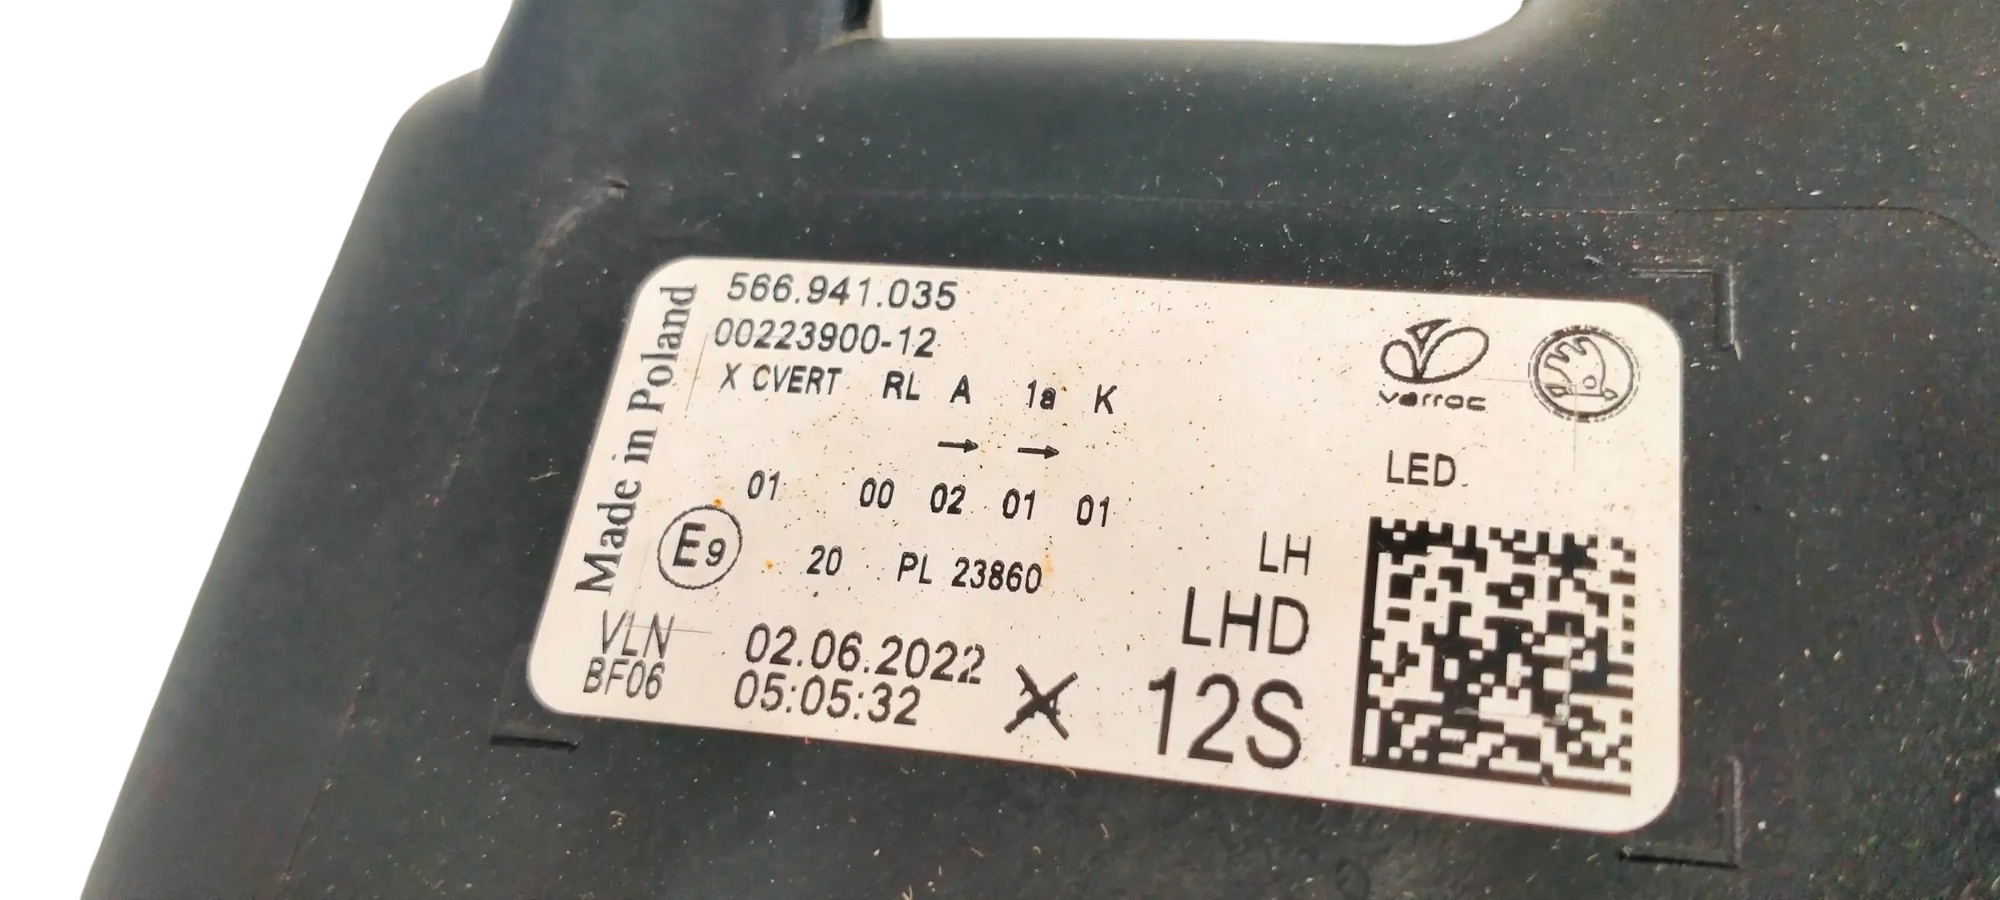 Made in Poland
566.941.035
00223900-12
X CVERT RL A 1a K
→ →
01 00 02 01 01
E9 20 PL 23860
VLN
BF06
02.06.2022
05:05:32
varroc
LED
LH
LHD
12S